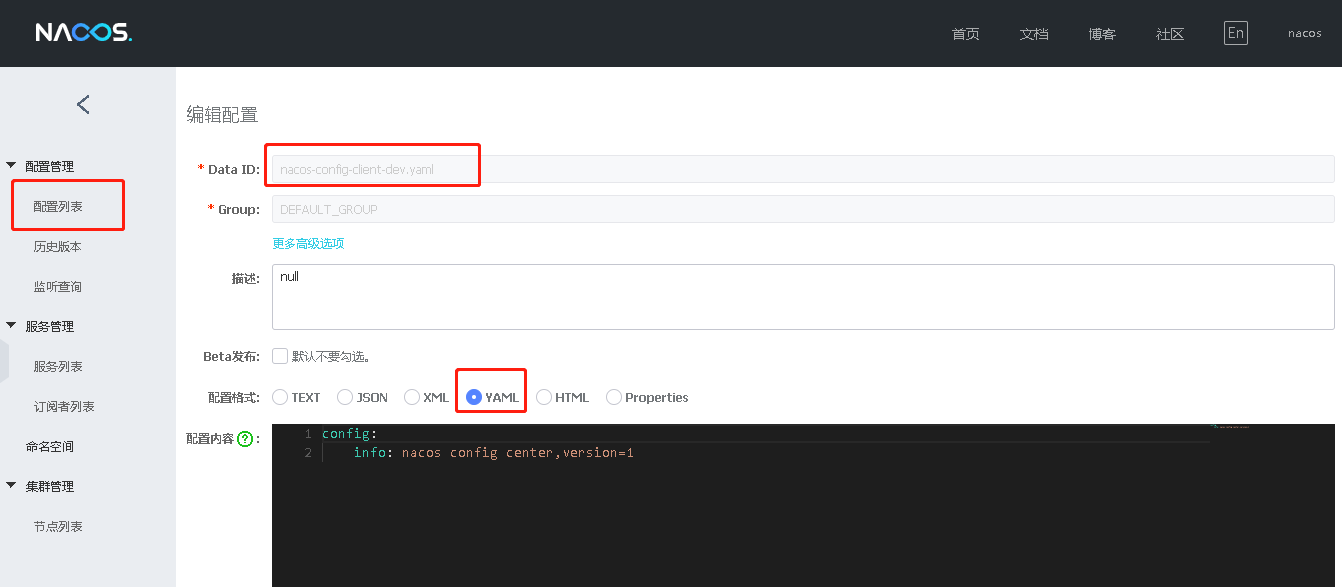 NACOS.
首页 文档 博客 社区 En nacos
编辑配置
配置管理
配置列表
历史版本
监听查询
服务管理
服务列表
订阅者列表
命名空间
集群管理
节点列表
* Data ID: nacos-config-client-dev.yaml
* Group: DEFAULT_GROUP
更多高级选项
描述: null
Beta发布: 默认不要勾选。
配置格式: TEXT JSON XML YAML HTML Properties
配置内容 ? :
1 config:
2 info: nacos config center,version=1